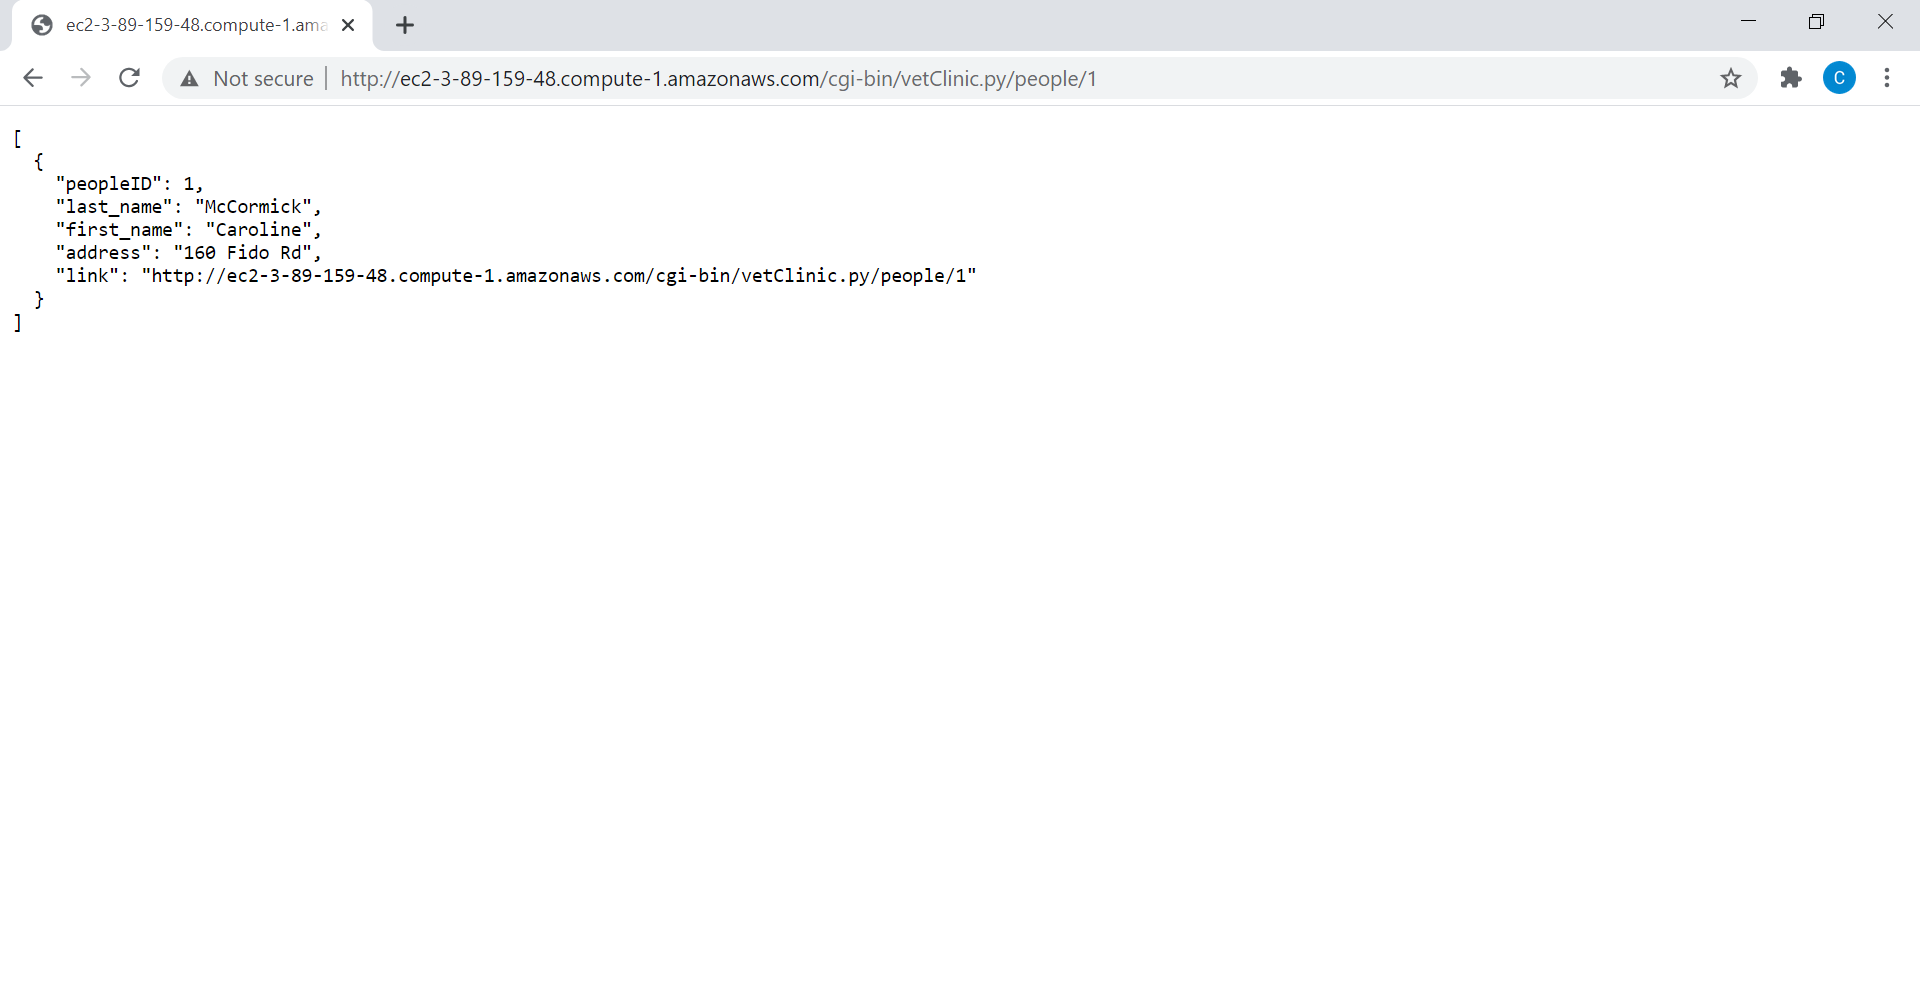 ec2-3-89-159-48.compute-1.ama
Not secure | http://ec2-3-89-159-48.compute-1.amazonaws.com/cgi-bin/vetClinic.py/people/1
C
[
  {
    "peopleID": 1,
    "last_name": "McCormick",
    "first_name": "Caroline",
    "address": "160 Fido Rd",
    "link": "http://ec2-3-89-159-48.compute-1.amazonaws.com/cgi-bin/vetClinic.py/people/1"
  }
]